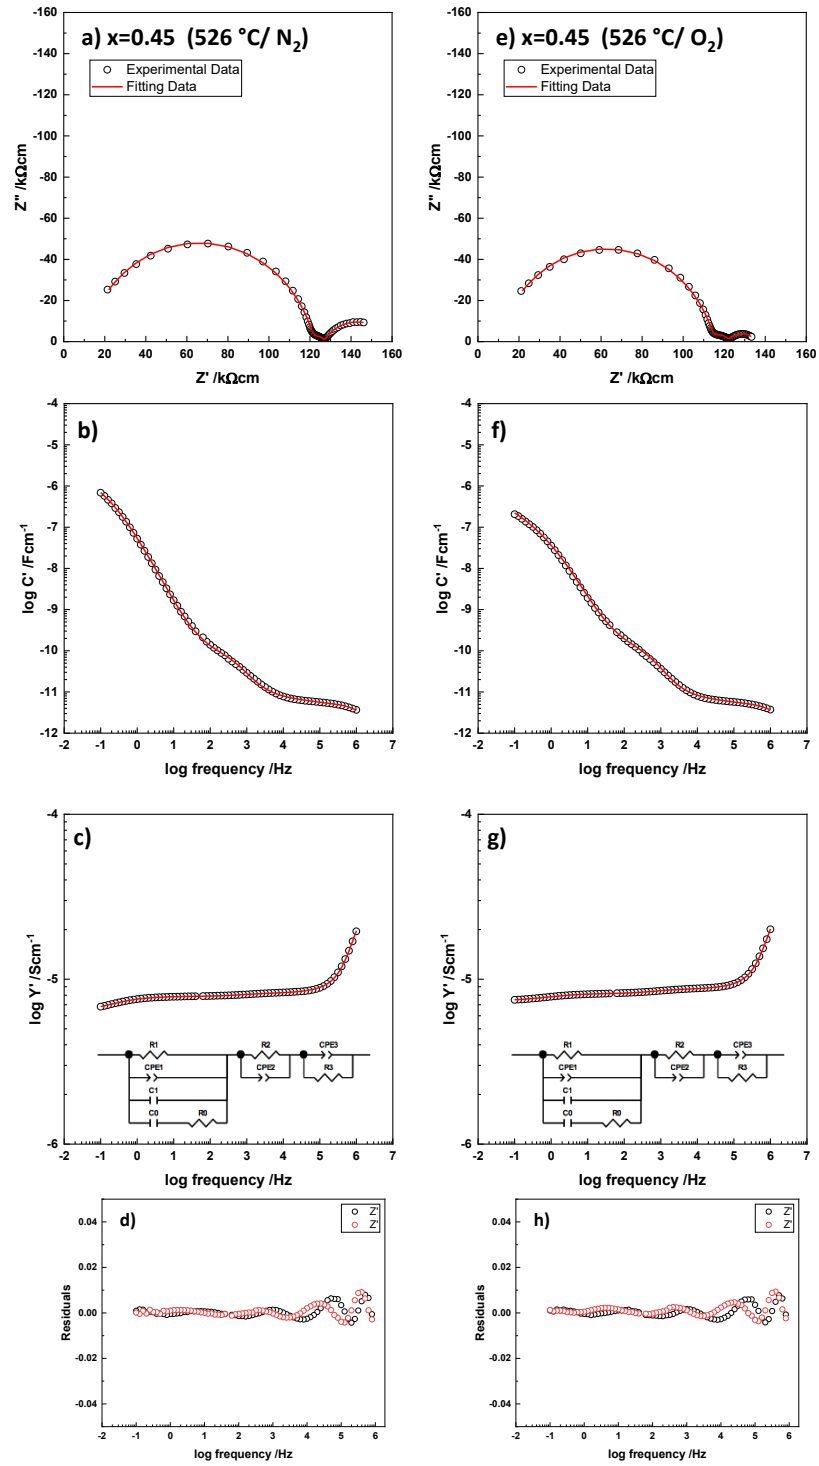 a) x=0.45 (526 °C/ N2)
Experimental Data
Fitting Data
-160
-140
-120
-100
-80
-60
-40
-20
0
Z'' /kΩcm
0 20 40 60 80 100 120 140 160
Z' /kΩcm
e) x=0.45 (526 °C/ O2)
Experimental Data
Fitting Data
-160
-140
-120
-100
-80
-60
-40
-20
0
Z'' /kΩcm
0 20 40 60 80 100 120 140 160
Z' /kΩcm
b)
-4
-5
-6
-7
-8
-9
-10
-11
-12
log C' /Fcm-1
-2 -1 0 1 2 3 4 5 6 7
log frequency /Hz
f)
-4
-5
-6
-7
-8
-9
-10
-11
-12
log C' /Fcm-1
-2 -1 0 1 2 3 4 5 6 7
log frequency /Hz
c)
-4
-5
-6
log Y' /Scm-1
R1
CPE1
C1
C0 R0
R2
CPE2
CPE3
R3
-2 -1 0 1 2 3 4 5 6 7
log frequency /Hz
g)
-4
-5
-6
log Y' /Scm-1
R1
CPE1
C1
C0 R0
R2
CPE2
CPE3
R3
-2 -1 0 1 2 3 4 5 6 7
log frequency /Hz
d)
Z'
Z'
0.04
0.02
0.00
-0.02
-0.04
Residuals
-2 -1 0 1 2 3 4 5 6
log frequency /Hz
h)
Z'
Z'
0.04
0.02
0.00
-0.02
-0.04
Residuals
-2 -1 0 1 2 3 4 5 6
log frequency /Hz